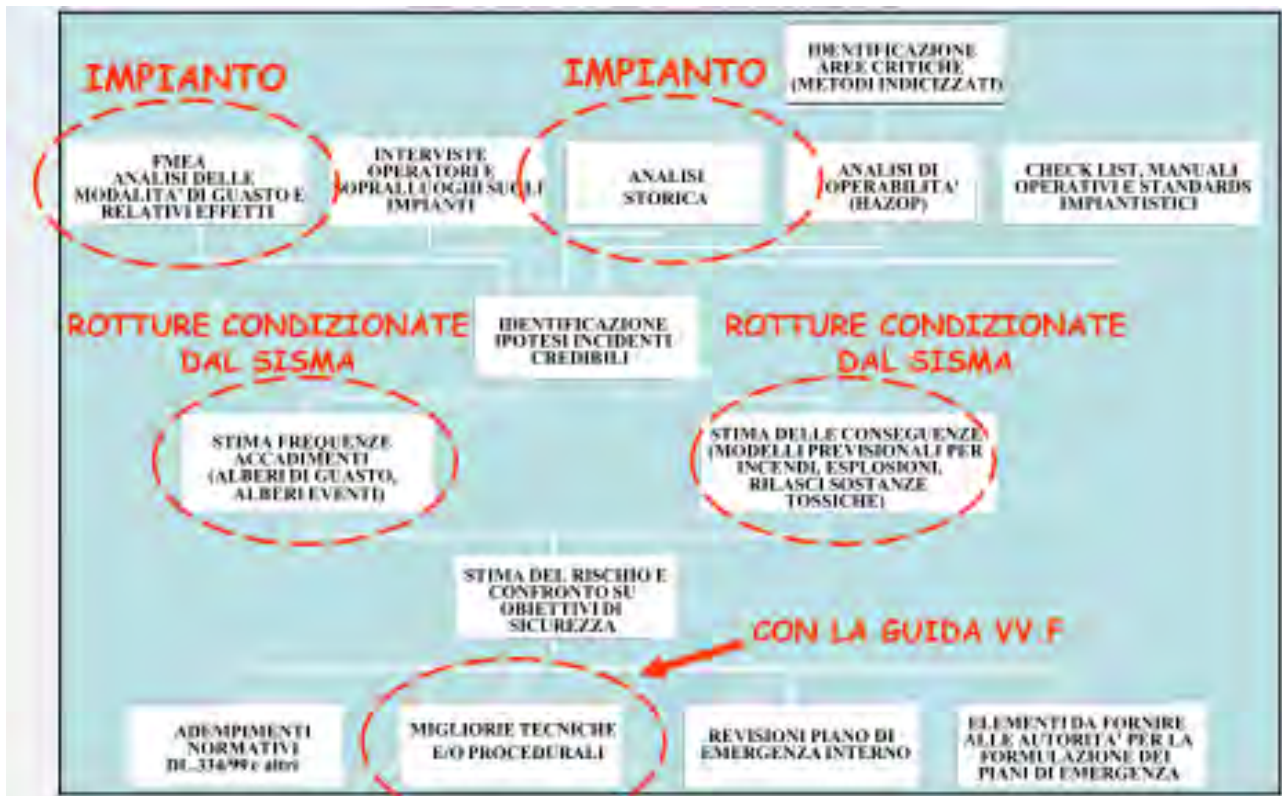 IDENTIFICAZIONE
AREE CRITICHE
(METODI INDICIZZATI)
IMPIANTO
IMPIANTO
FMEA
ANALISI DELLE
MODALITA' DI GUASTO E
RELATIVI EFFETTI
INTERVISTE
OPERATORI E
SOPRALLUOGHI SUGLI
IMPIANTI
ANALISI
STORICA
ANALISI DI
OPERABILITA'
(HAZOP)
CHECK LIST, MANUALI
OPERATIVI E STANDARDS
IMPIANTISTICI
ROTTURE CONDIZIONATE
DAL SISMA
IDENTIFICAZIONE
IPOTESI INCIDENTI
CREDIBILI
ROTTURE CONDIZIONATE
DAL SISMA
STIMA FREQUENZE
ACCADIMENTI
(ALBERI DI GUASTO,
ALBERI EVENTI)
STIMA DELLE CONSEGUENZE
(MODELLI PREVISIONALI PER
INCENDI, ESPLOSIONI,
RILASCI SOSTANZE
TOSSICHE)
STIMA DEL RISCHIO E
CONFRONTO SU
OBIETTIVI DI
SICUREZZA
CON LA GUIDA VV.F
ADEMPIMENTI
NORMATIVI
DL.334/99 e altri
MIGLIORIE TECNICHE
E/O PROCEDURALI
REVISIONI PIANO DI
EMERGENZA INTERNO
ELEMENTI DA FORNIRE
ALLE AUTORITA' PER LA
FORMULAZIONE DEI
PIANI DI EMERGENZA